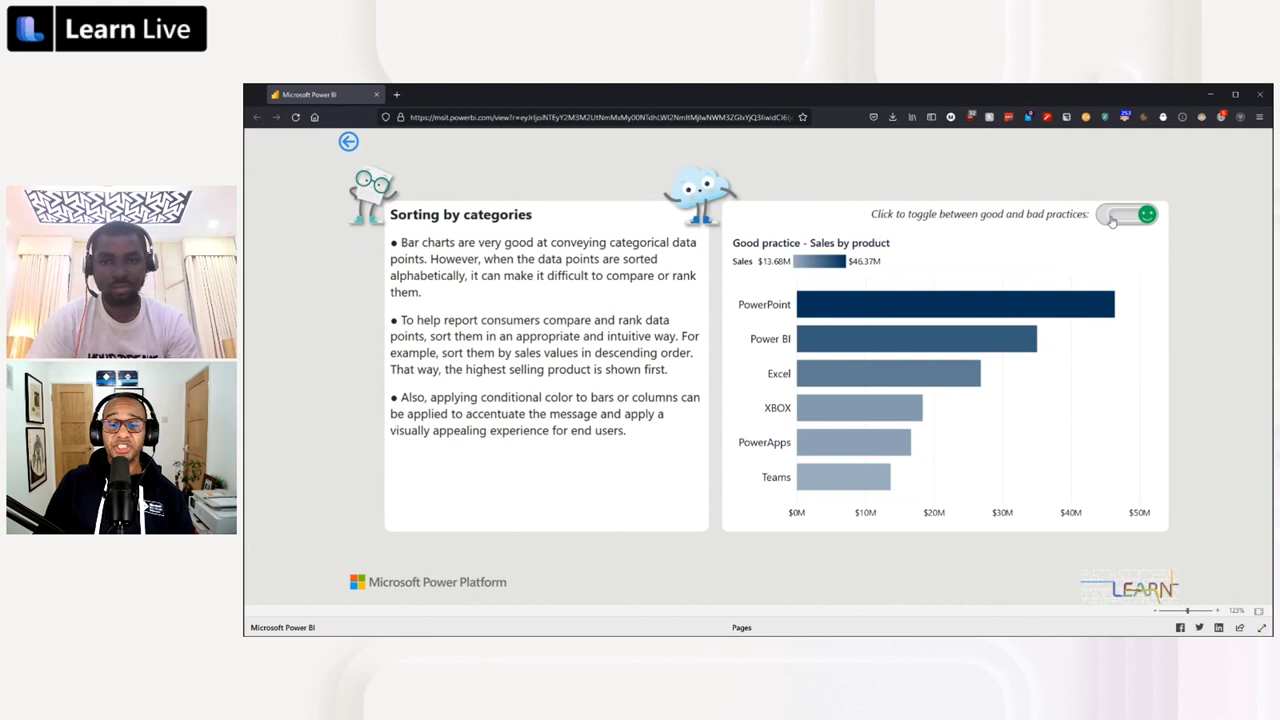 Learn Live
Microsoft Power BI
Sorting by categories
● Bar charts are very good at conveying categorical data
points. However, when the data points are sorted
alphabetically, it can make it difficult to compare or rank
them.
● To help report consumers compare and rank data
points, sort them in an appropriate and intuitive way. For
example, sort them by sales values in descending order.
That way, the highest selling product is shown first.
● Also, applying conditional color to bars or columns can
be applied to accentuate the message and apply a
visually appealing experience for end users.
Click to toggle between good and bad practices:
Good practice - Sales by product
Sales $13.68M $46.37M
PowerPoint
Power BI
Excel
XBOX
PowerApps
Teams
$0M $10M $20M $30M $40M $50M
Microsoft Power Platform
LEARN
123%
Microsoft Power BI
Pages